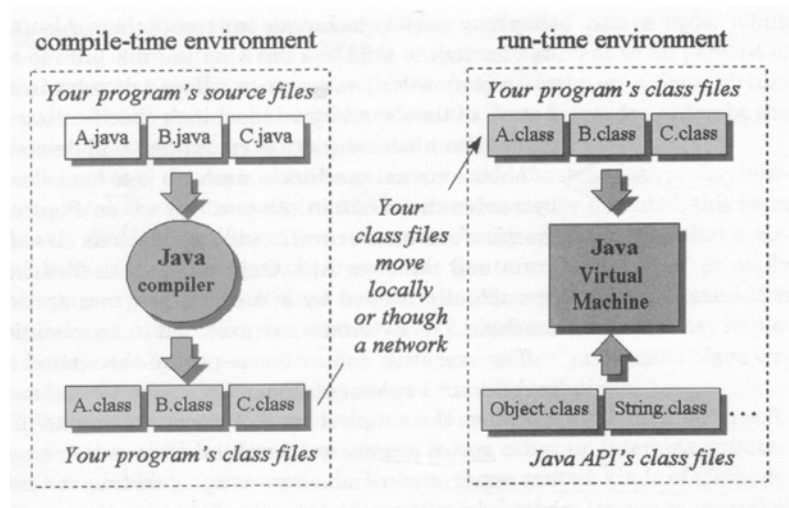 compile-time environment
Your program's source files
A.java B.java C.java
Java
compiler
A.class B.class C.class
Your program's class files
Your
class files
move
locally
or though
a network
-time environment
Your program's class files
A.class B.class C.class
Java
Virtual
Machine
Object.class String.class ...
Java API's class files